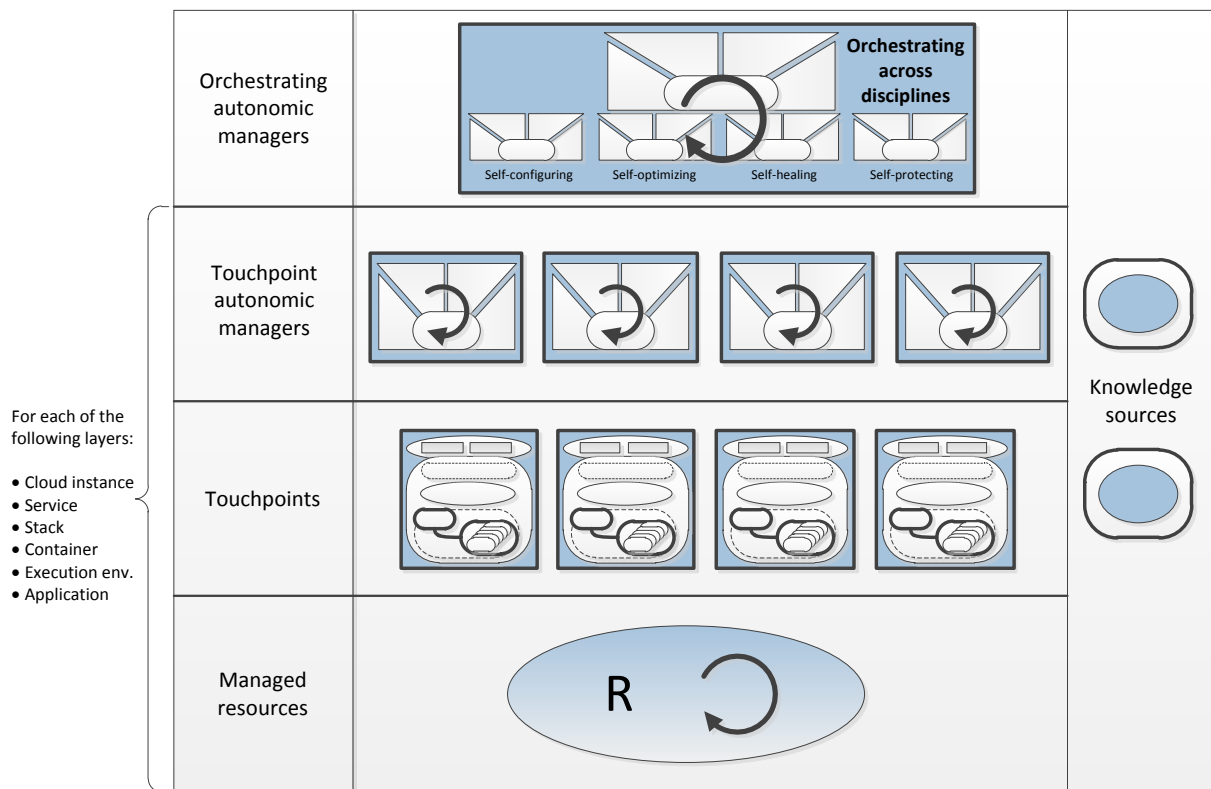 Orchestrating
autonomic
managers
Orchestrating
across
disciplines
Self-configuring
Self-optimizing
Self-healing
Self-protecting
Touchpoint
autonomic
managers
Knowledge
sources
For each of the
following layers:
• Cloud instance
• Service
• Stack
• Container
• Execution env.
• Application
Touchpoints
Managed
resources
R